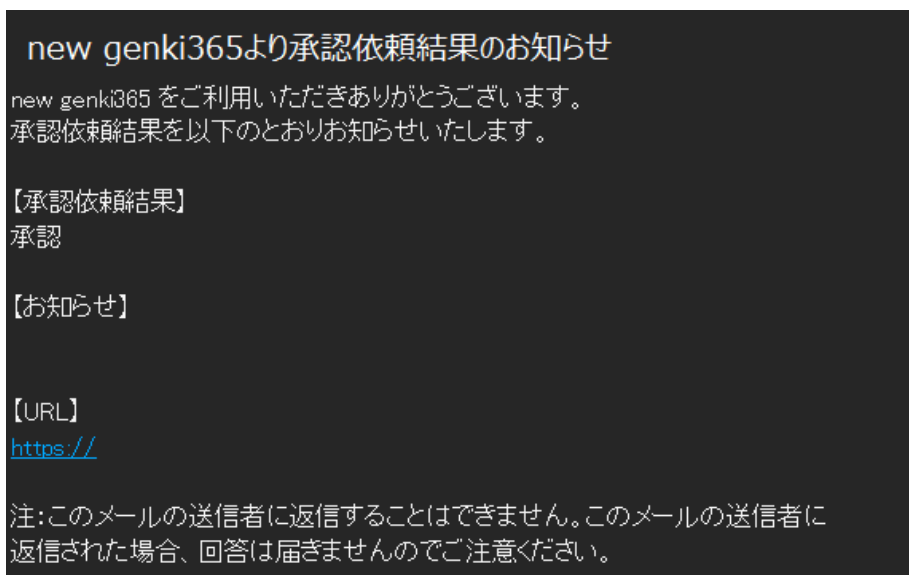 new genki365より承認依頼結果のお知らせ
new genki365 をご利用いただきありがとうございます。
承認依頼結果を以下のとおりお知らせいたします。
【承認依頼結果】
承認
【お知らせ】
【URL】
https://
注:このメールの送信者に返信することはできません。このメールの送信者に
返信された場合、回答は届きませんのでご注意ください。